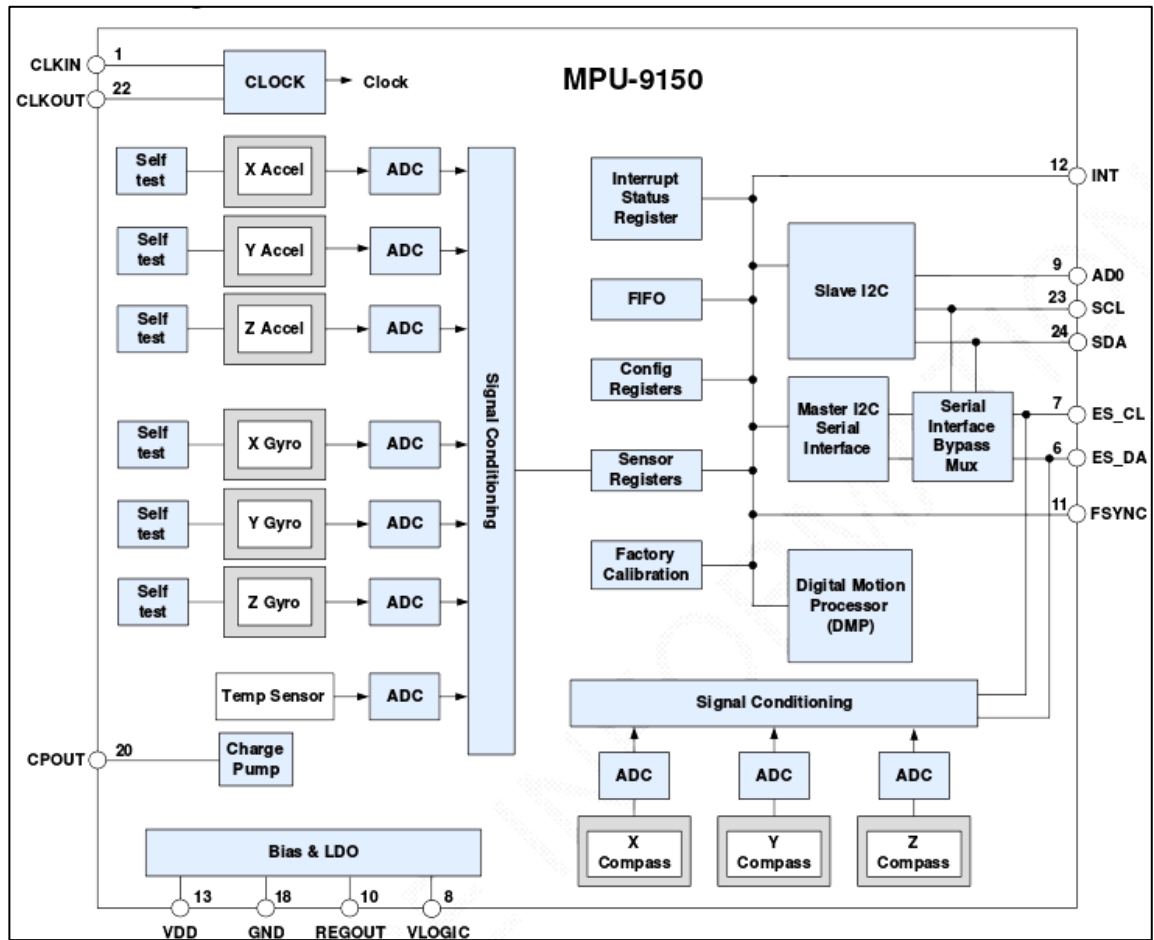 MPU-9150
CLKIN
1
CLKOUT
22
CLOCK
Clock
Self
test
X Accel
ADC
Self
test
Y Accel
ADC
Self
test
Z Accel
ADC
Self
test
X Gyro
ADC
Self
test
Y Gyro
ADC
Self
test
Z Gyro
ADC
Temp Sensor
ADC
Signal Conditioning
CPOUT
20
Charge
Pump
Bias & LDO
13
18
10
8
VDD
GND
REGOUT
VLOGIC
Interrupt
Status
Register
FIFO
Config
Registers
Sensor
Registers
Factory
Calibration
Slave I2C
Master I2C
Serial
Interface
Serial
Interface
Bypass
Mux
Digital Motion
Processor
(DMP)
12
INT
9
AD0
23
SCL
24
SDA
7
ES_CL
6
ES_DA
11
FSYNC
Signal Conditioning
ADC
ADC
ADC
X
Compass
Y
Compass
Z
Compass